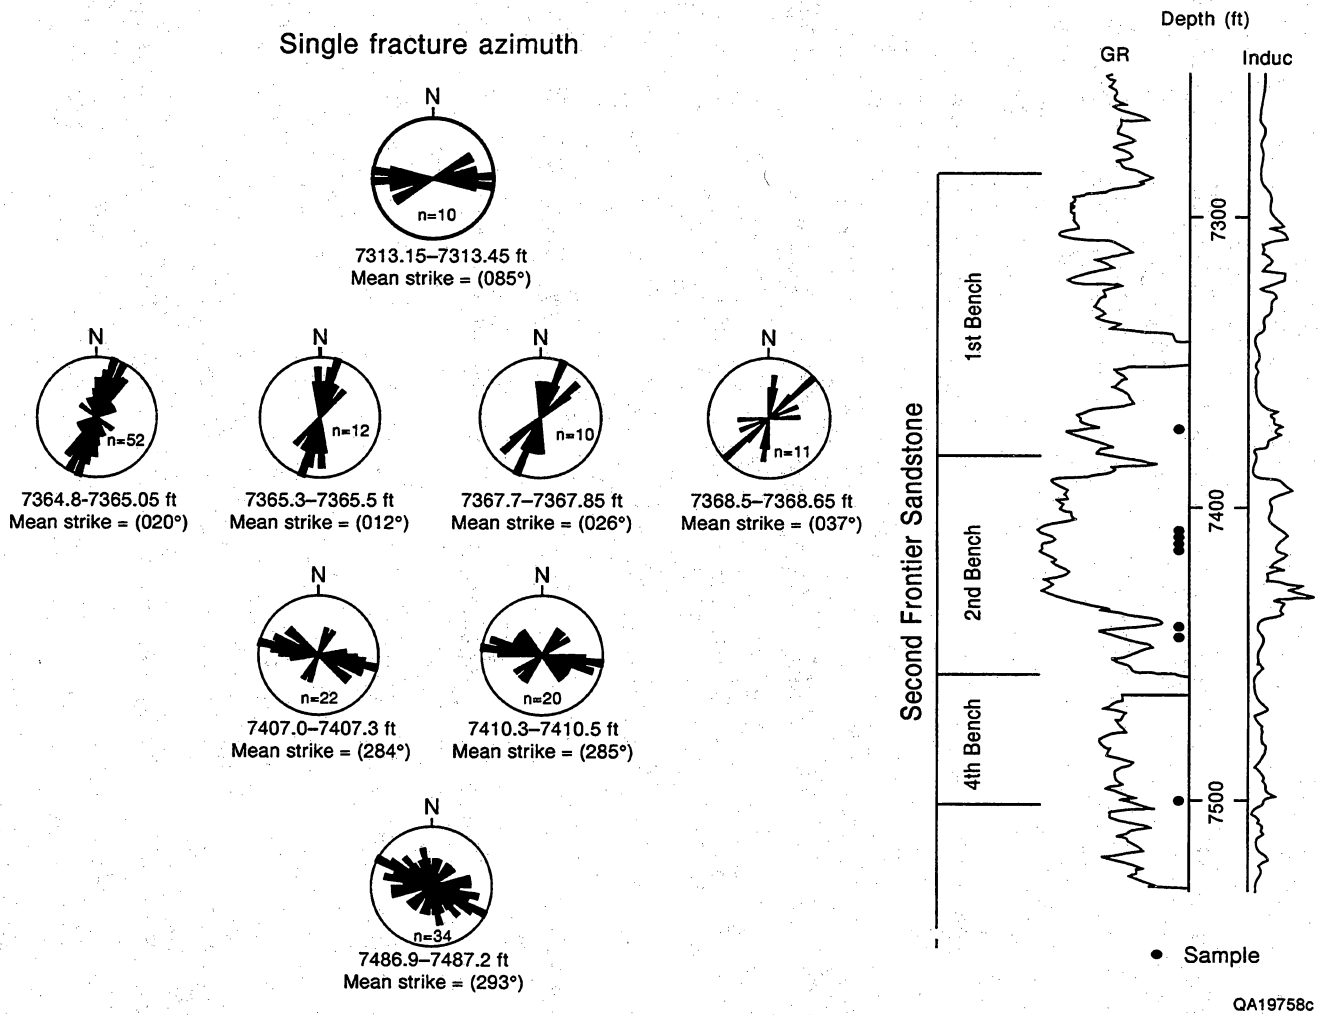 Single fracture azimuth
N
n=10
7313.15–7313.45 ft
Mean strike = (085°)
N
n=52
7364.8-7365.05 ft
Mean strike = (020°)
N
n=12
7365.3–7365.5 ft
Mean strike = (012°)
N
n=10
7367.7–7367.85 ft
Mean strike = (026°)
N
n=11
7368.5–7368.65 ft
Mean strike = (037°)
N
n=22
7407.0–7407.3 ft
Mean strike = (284°)
N
n=20
7410.3–7410.5 ft
Mean strike = (285°)
N
n=34
7486.9–7487.2 ft
Mean strike = (293°)
Depth (ft)
GR
Induc
7300
7400
7500
Second Frontier Sandstone
1st Bench
2nd Bench
4th Bench
Sample
QA19758c